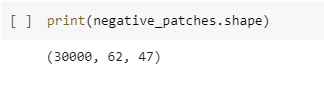 [ ] print(negative_patches.shape)
(30000, 62, 47)